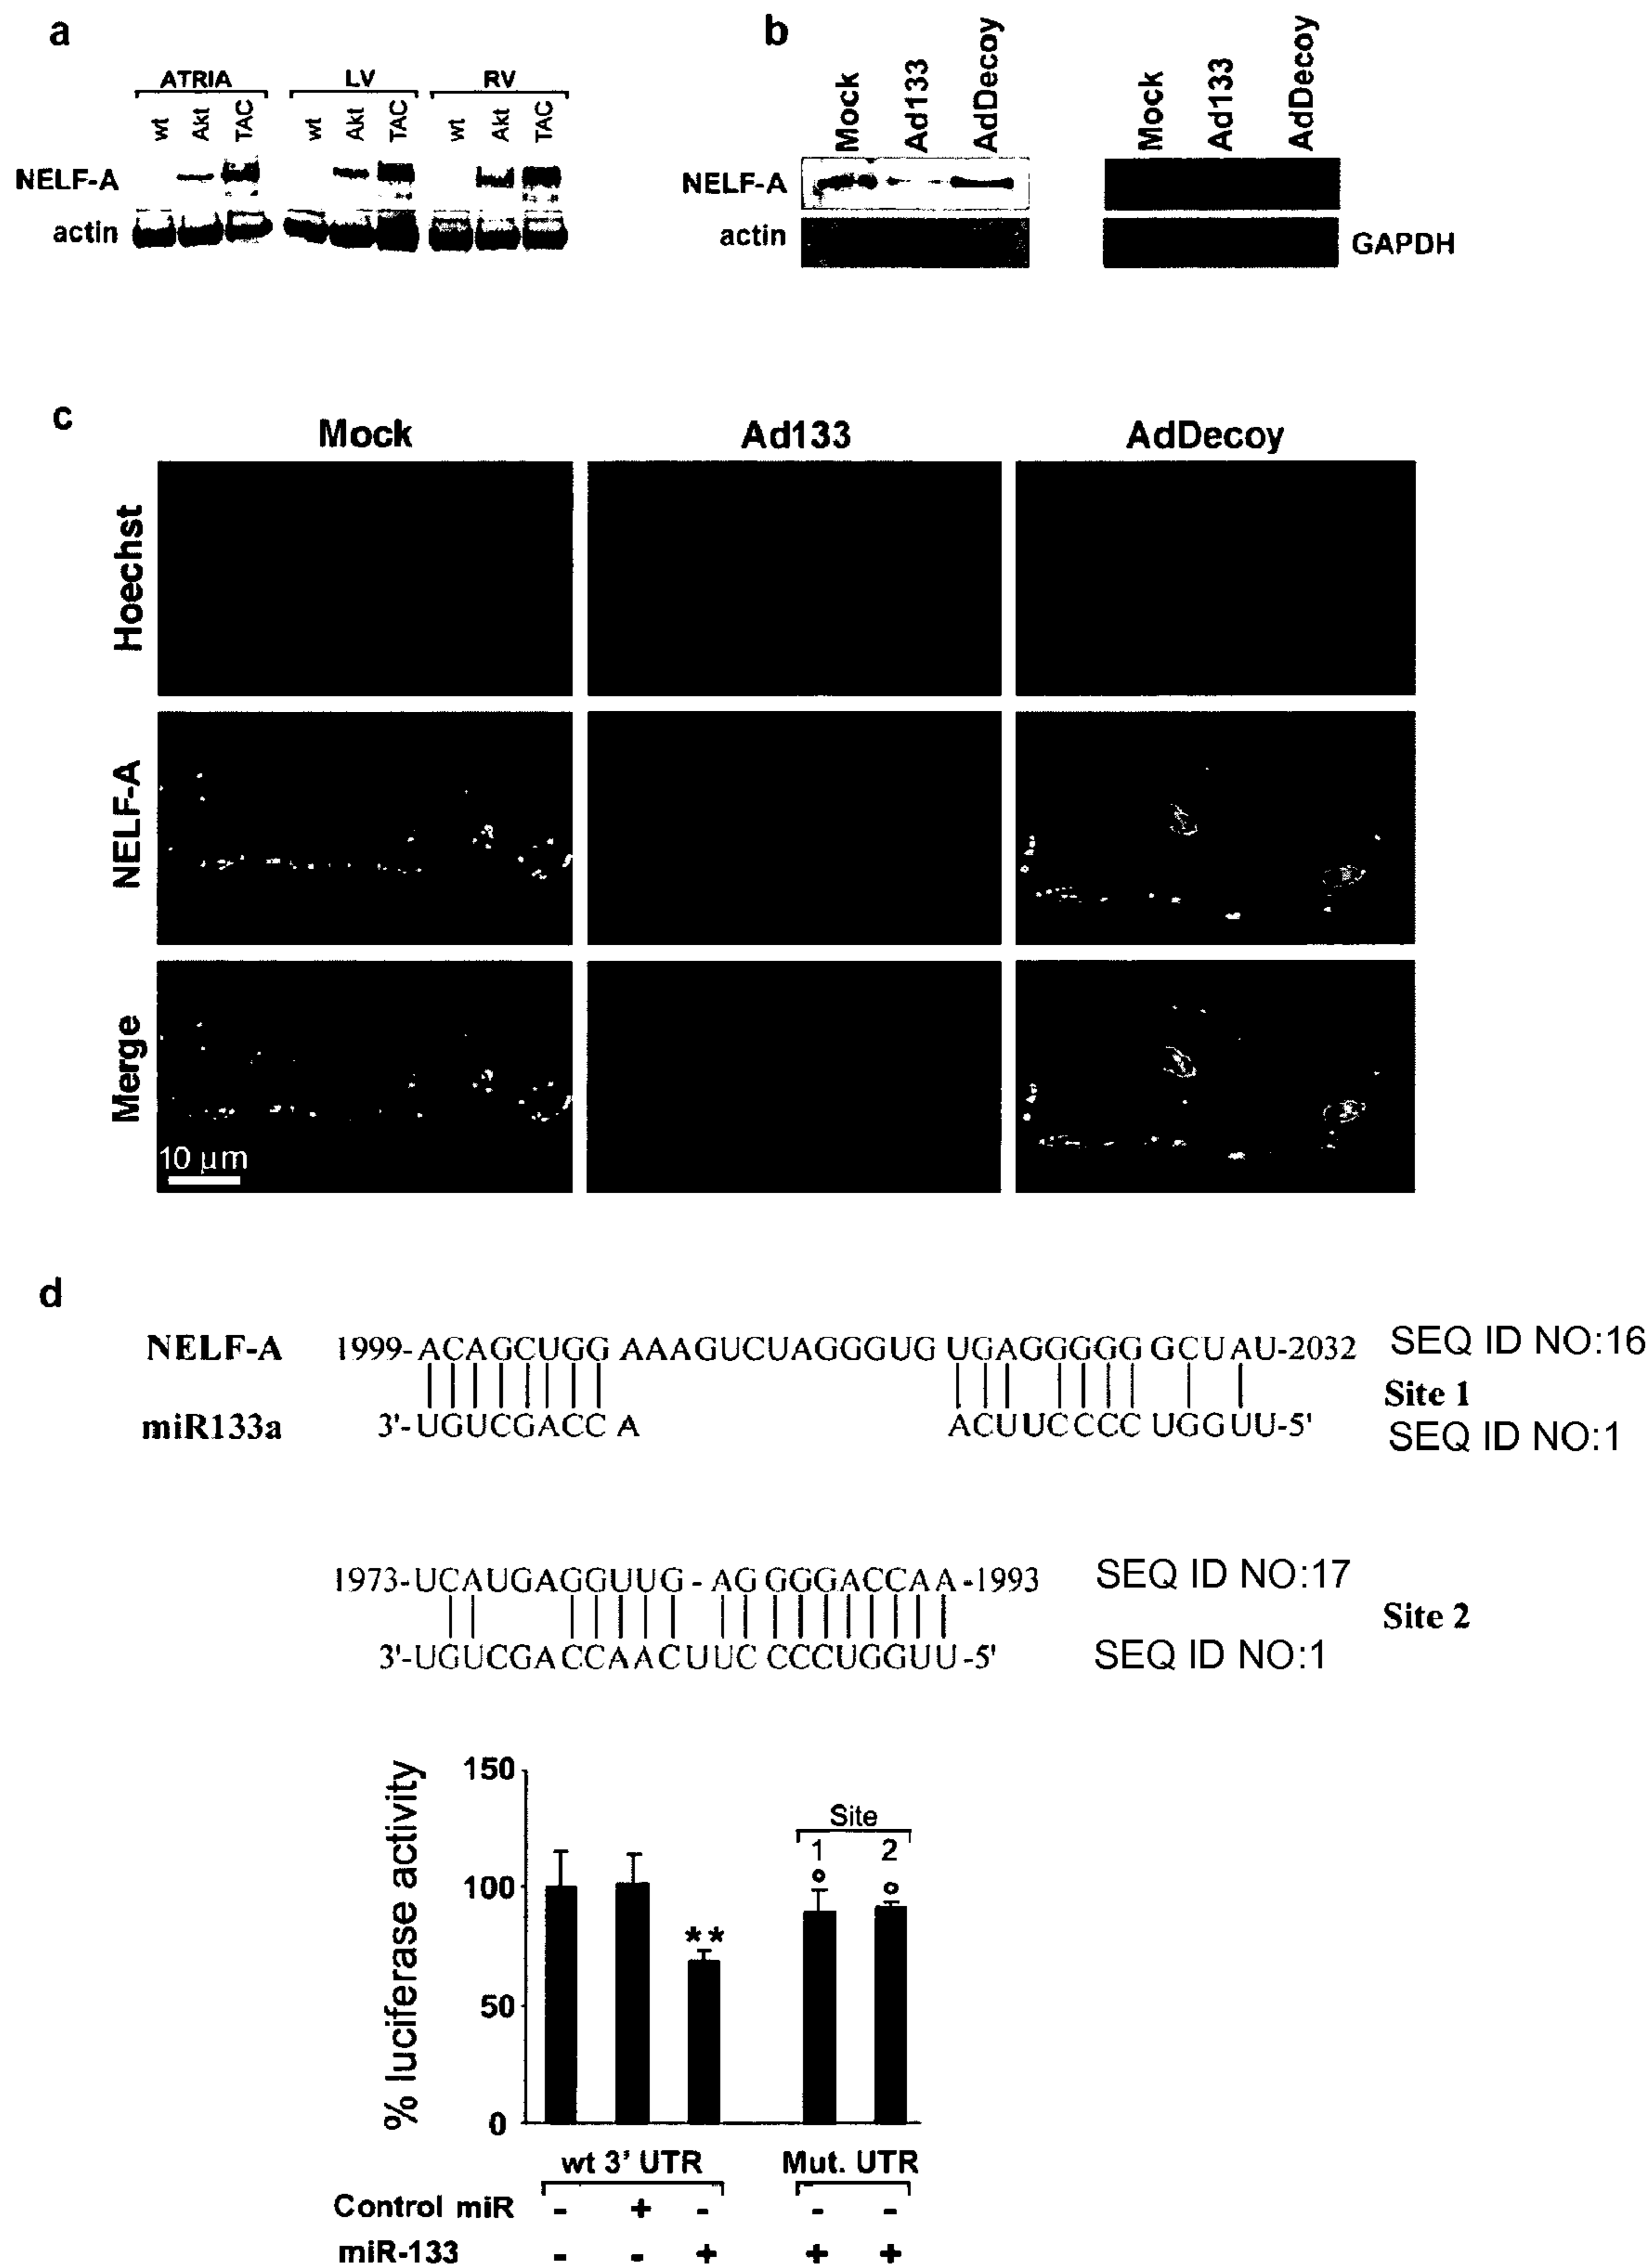 a
ATRIA LV RV
wt Akt TAC wt Akt TAC wt Akt TAC
NELF-A
actin
b
Mock Ad133 AdDecoy Mock Ad133 AdDecoy
NELF-A
actin
GAPDH
c
Mock Ad133 AdDecoy
Hoechst
NELF-A
Merge
10 µm
d
NELF-A 1999-ACAGCUGG AAAGUCUAGGGUG UGAGGGGG GCUAU-2032 SEQ ID NO:16
Site 1
miR133a 3'-UGUCGACC A ACUUCCCC UGGUU-5' SEQ ID NO:1
1973-UCAUGAGGUUG - AG GGGACCAA-1993 SEQ ID NO:17
Site 2
3'-UGUCGACCAACUUC CCCUGGUU-5' SEQ ID NO:1
% luciferase activity
150
100
50
0
Site
1 2
**
wt 3' UTR Mut. UTR
Control miR - + - - -
miR-133 - - + + +